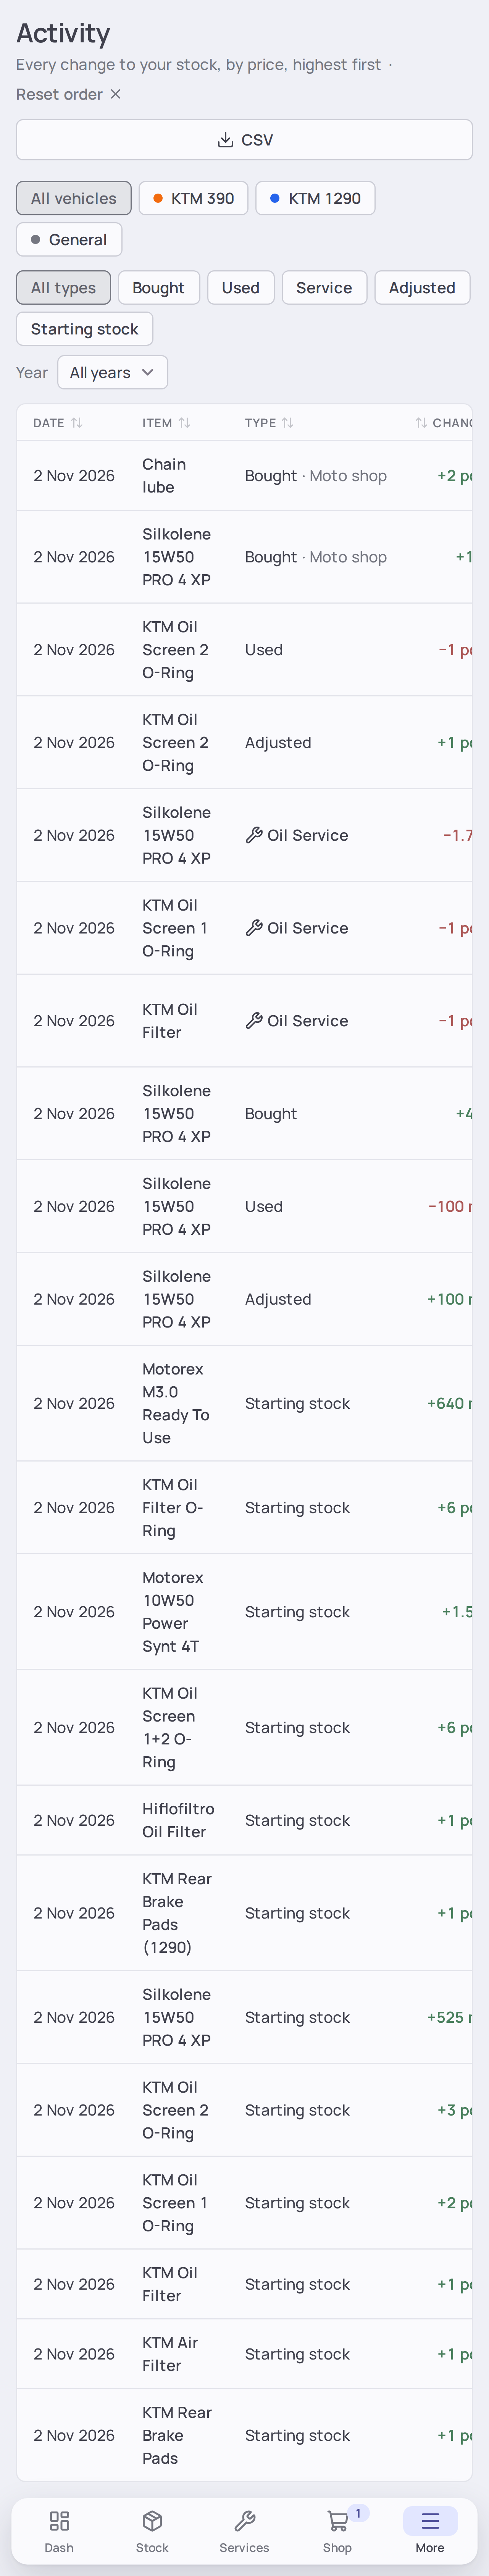 Activity
Every change to your stock, by price, highest first ·
Reset order ×
CSV
All vehicles KTM 390 KTM 1290
General
All types Bought Used Service Adjusted
Starting stock
Year All years
DATE ITEM TYPE
2 Nov 2026 Chain lube Bought · Moto shop
2 Nov 2026 Silkolene 15W50 PRO 4 XP Bought · Moto shop +1
2 Nov 2026 KTM Oil Screen 2 O-Ring Used −1
2 Nov 2026 KTM Oil Screen 2 O-Ring Adjusted +1
2 Nov 2026 Silkolene 15W50 PRO 4 XP Oil Service −1.7
2 Nov 2026 KTM Oil Screen 1 O-Ring Oil Service −1
2 Nov 2026 KTM Oil Filter Oil Service −1
2 Nov 2026 Silkolene 15W50 PRO 4 XP Bought +4
2 Nov 2026 Silkolene 15W50 PRO 4 XP Used −100
2 Nov 2026 Silkolene 15W50 PRO 4 XP Adjusted +100
2 Nov 2026 Motorex M3.0 Ready To Use Starting stock +640
2 Nov 2026 KTM Oil Filter O-Ring Starting stock +6
2 Nov 2026 Motorex 10W50 Power Synt 4T Starting stock +1.5
2 Nov 2026 KTM Oil Screen 1+2 O-Ring Starting stock +6
2 Nov 2026 Hiflofiltro Oil Filter Starting stock +1
2 Nov 2026 KTM Rear Brake Pads (1290) Starting stock +1
2 Nov 2026 Silkolene 15W50 PRO 4 XP Starting stock +525
2 Nov 2026 KTM Oil Screen 2 O-Ring Starting stock +3
2 Nov 2026 KTM Oil Screen 1 O-Ring Starting stock +2
2 Nov 2026 KTM Oil Filter Starting stock +1
2 Nov 2026 KTM Air Filter Starting stock +1
2 Nov 2026 KTM Rear Brake Pads Starting stock +1
1
Dash Stock Services Shop More